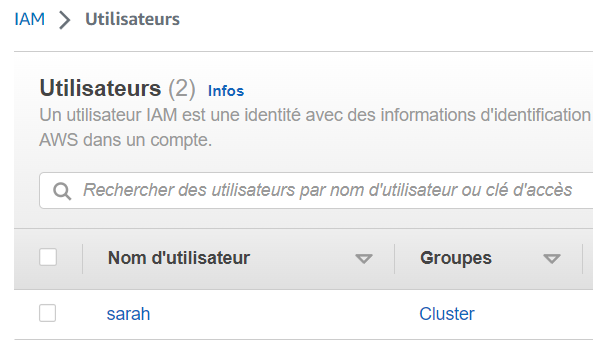 IAM > Utilisateurs
Utilisateurs (2) Infos
Un utilisateur IAM est une identité avec des informations d'identification
AWS dans un compte.
Rechercher des utilisateurs par nom d'utilisateur ou clé d'accès
Nom d'utilisateur Groupes
sarah Cluster